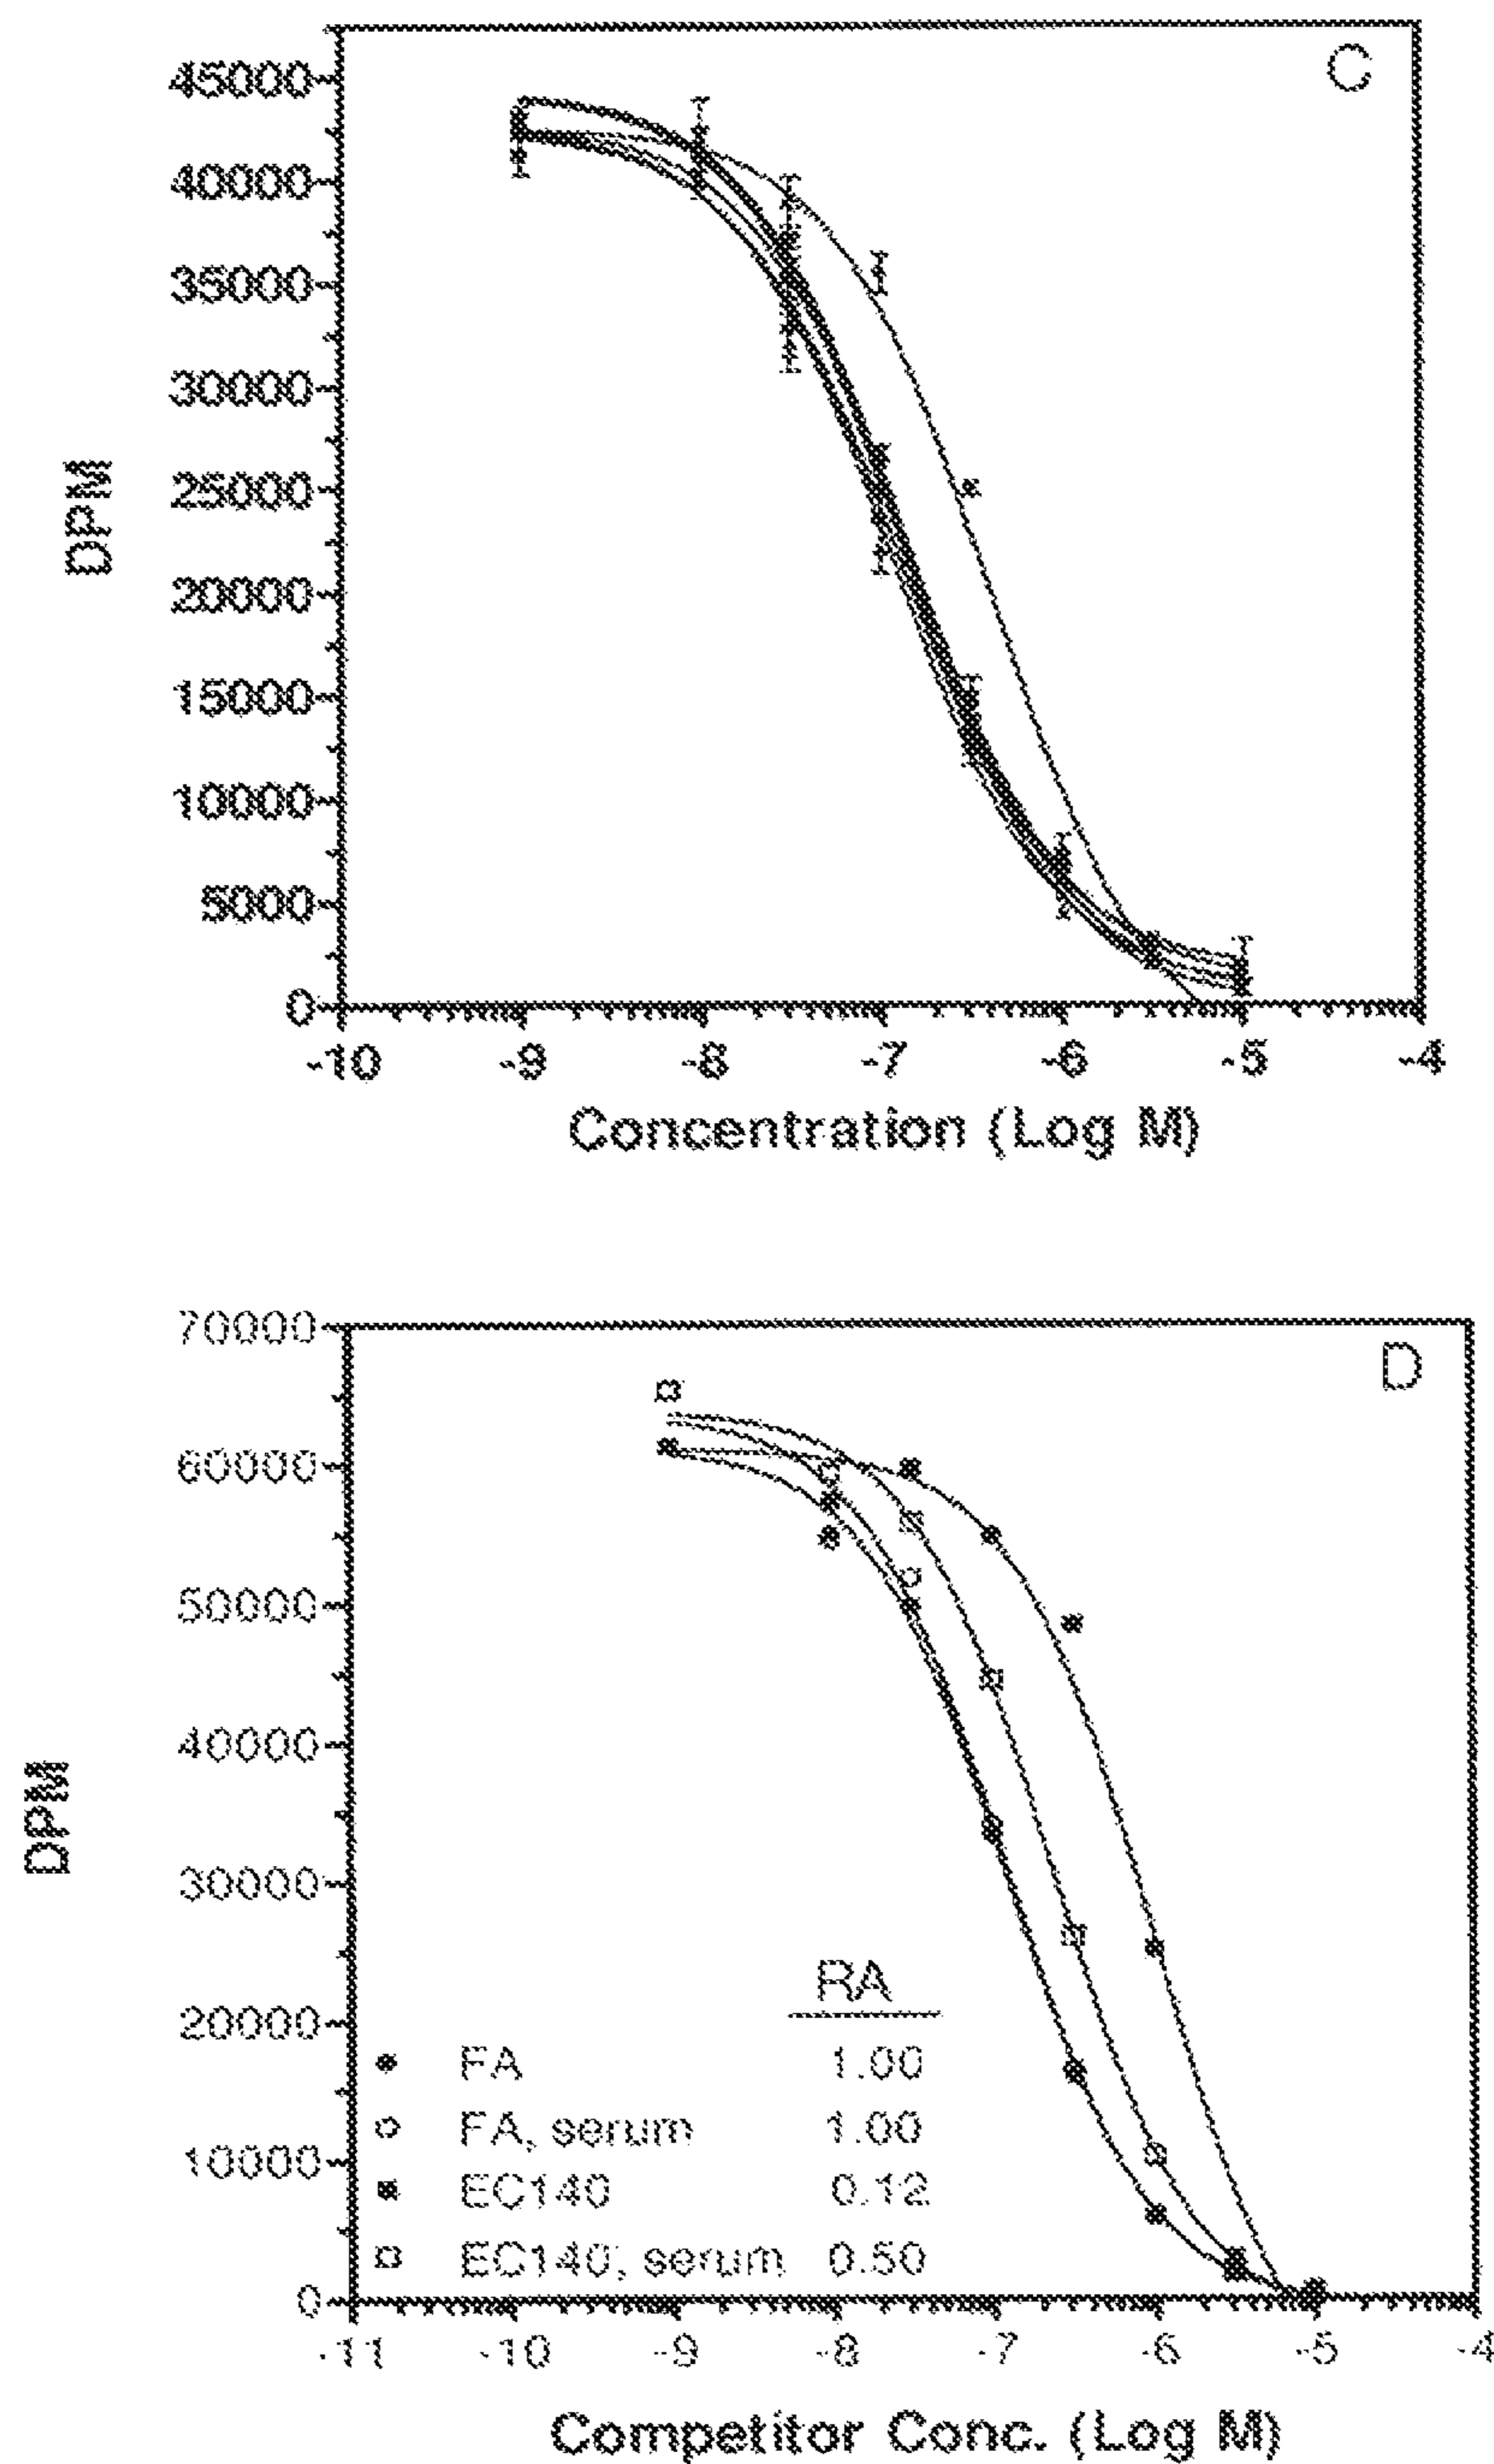 C
45000
40000
35000
30000
25000
20000
15000
10000
5000
0
DPM
-10 -9 -8 -7 -6 -5 -4
Concentration (Log M)
D
70000
60000
50000
40000
30000
20000
10000
0
DPM
RA
FA 1.00
FA, serum 1.00
EC140 0.12
EC140, serum 0.50
-11 -10 -9 -8 -7 -6 -5 -4
Competitor Conc. (Log M)